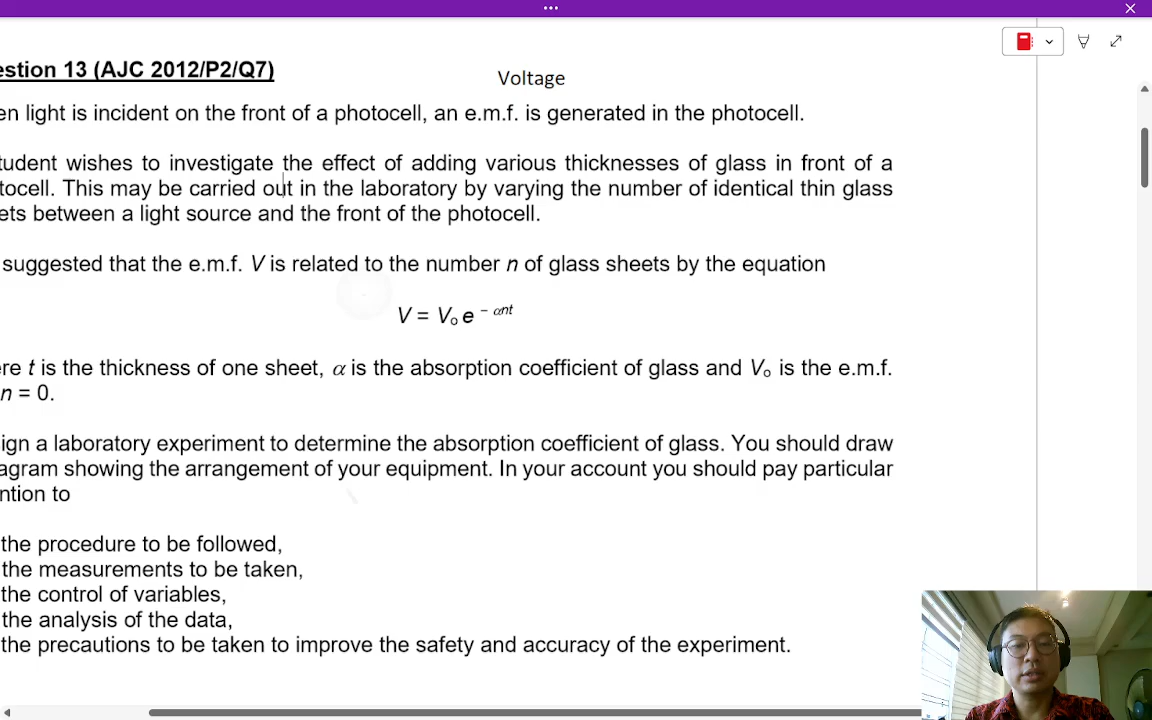 estion 13 (AJC 2012/P2/Q7)
Voltage
en light is incident on the front of a photocell, an e.m.f. is generated in the photocell.
tudent wishes to investigate the effect of adding various thicknesses of glass in front of a
tocell. This may be carried out in the laboratory by varying the number of identical thin glass
ets between a light source and the front of the photocell.
suggested that the e.m.f. V is related to the number n of glass sheets by the equation
V = Vₒ e ^{– αnt}
re t is the thickness of one sheet, α is the absorption coefficient of glass and Vₒ is the e.m.f.
n = 0.
ign a laboratory experiment to determine the absorption coefficient of glass. You should draw
agram showing the arrangement of your equipment. In your account you should pay particular
ntion to
the procedure to be followed,
the measurements to be taken,
the control of variables,
the analysis of the data,
the precautions to be taken to improve the safety and accuracy of the experiment.